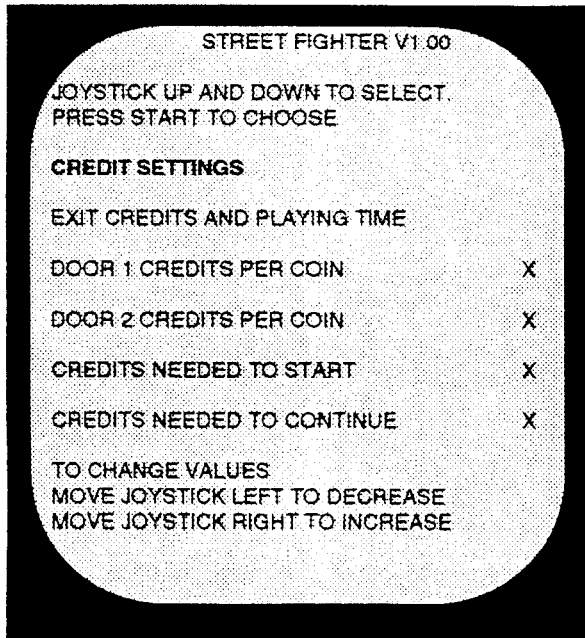 STREET FIGHTER V1.00
JOYSTICK UP AND DOWN TO SELECT.
PRESS START TO CHOOSE
CREDIT SETTINGS
EXIT CREDITS AND PLAYING TIME
DOOR 1 CREDITS PER COIN X
DOOR 2 CREDITS PER COIN X
CREDITS NEEDED TO START X
CREDITS NEEDED TO CONTINUE X
TO CHANGE VALUES
MOVE JOYSTICK LEFT TO DECREASE
MOVE JOYSTICK RIGHT TO INCREASE